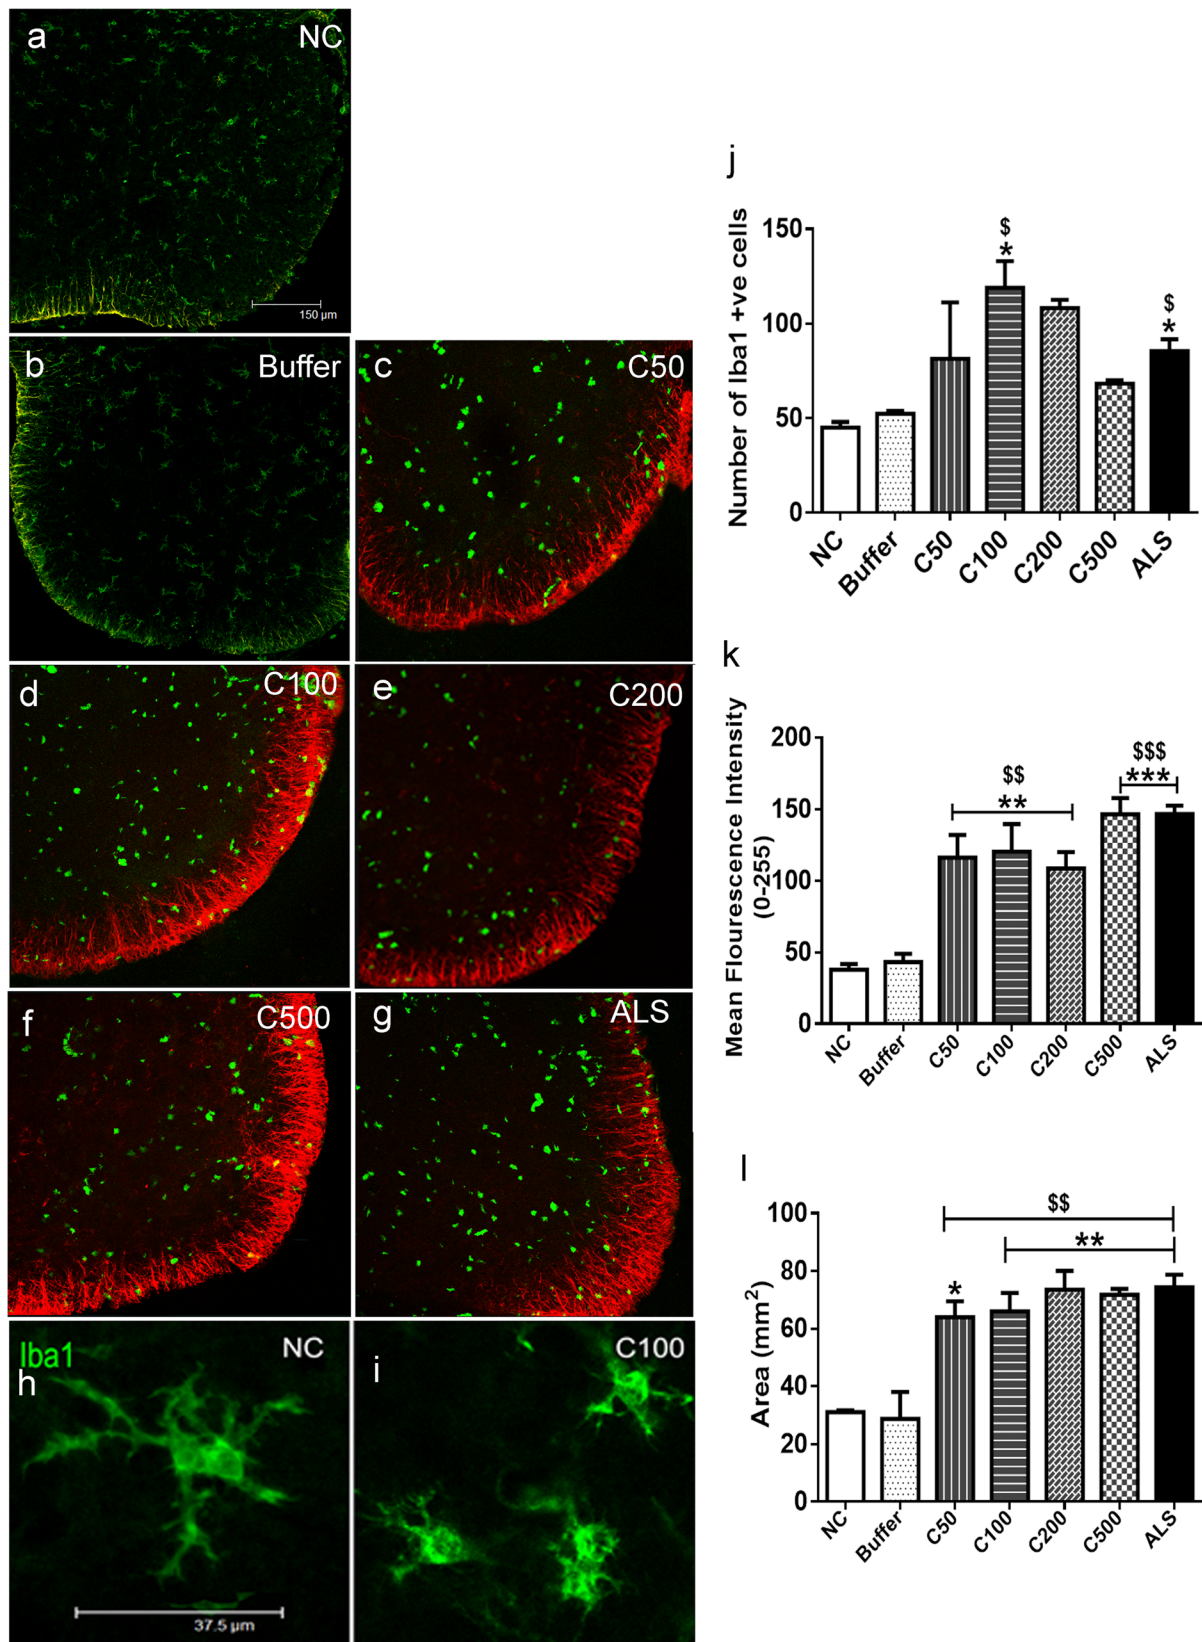 a
NC
150 µm
b
Buffer
c
C50
d
C100
e
C200
f
C500
g
ALS
Iba1
h
NC
37.5 µm
i
C100
j
Number of Iba1 +ve cells
150
100
50
0
$
*
$
*
NC
Buffer
C50
C100
C200
C500
ALS
k
Mean Flourescence Intensity
(0-255)
200
150
100
50
0
$$
**
$$$
***
NC
Buffer
C50
C100
C200
C500
ALS
l
Area (mm²)
100
80
60
40
20
0
$$
**
*
NC
Buffer
C50
C100
C200
C500
ALS